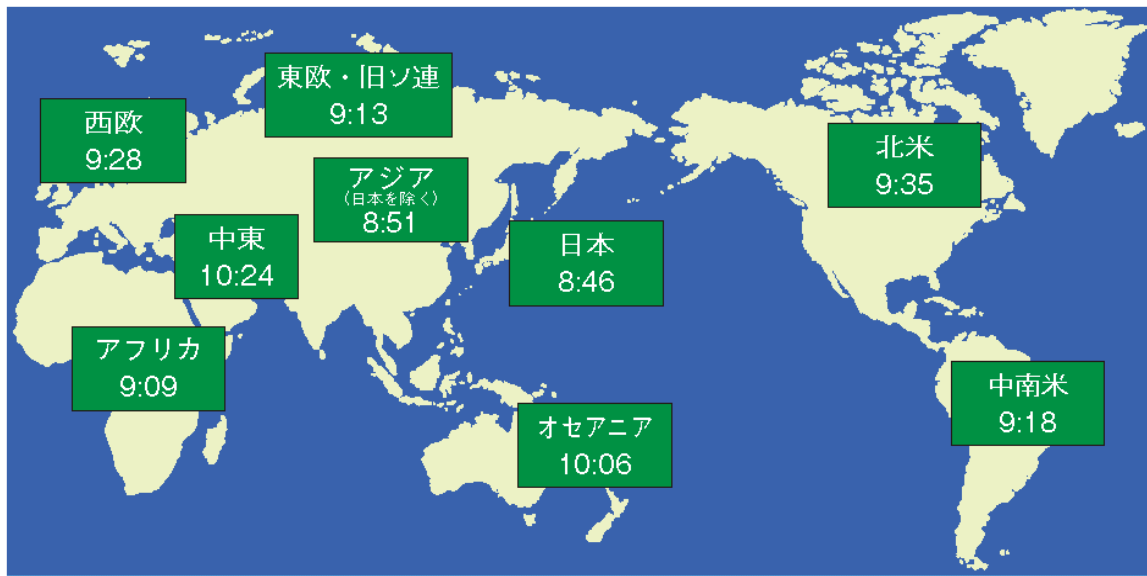 東欧・旧ソ連
9:13
西欧
9:28
北米
9:35
アジア
(日本を除く)
8:51
中東
10:24
日本
8:46
アフリカ
9:09
中南米
9:18
オセアニア
10:06